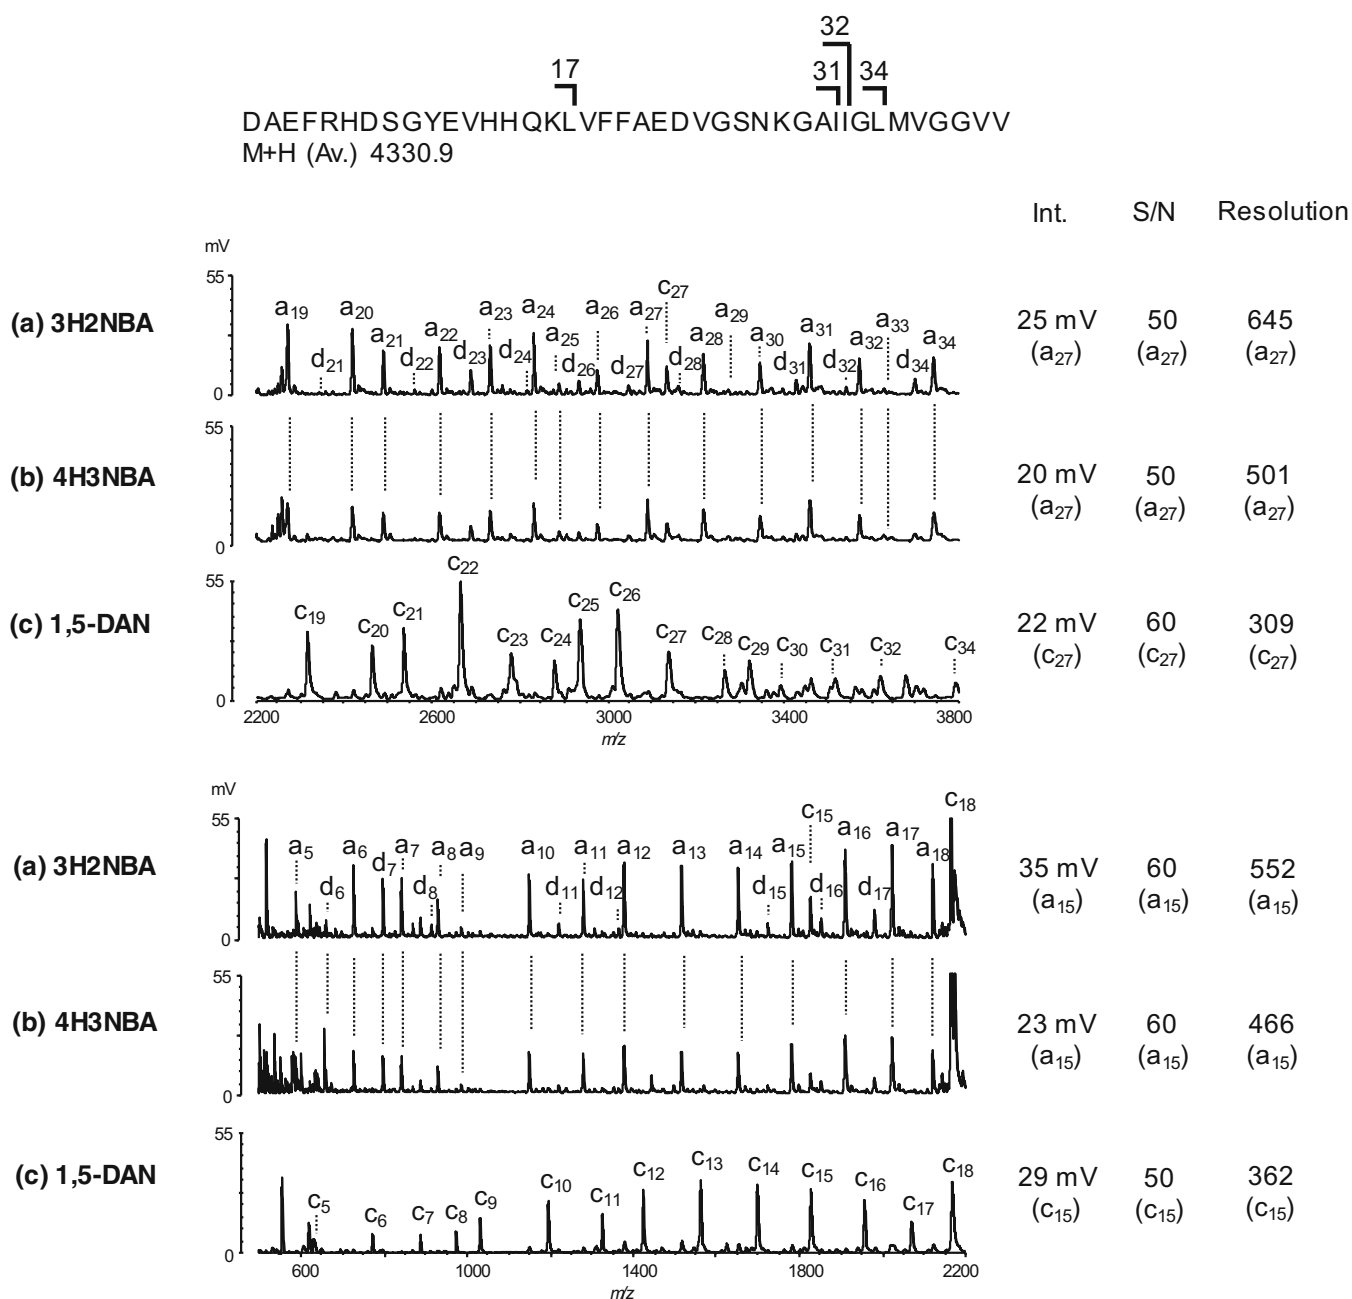 32
17 31 34
DAEFRHDSGYEVHHQKLVFFAEDVGSNKGAIIGLMVGGVV
M+H (Av.) 4330.9
Int. S/N Resolution
mV
55
(a) 3H2NBA
a19 d21 a20 a21 d22 a22 d23 a23 d24 a24 a25 d26 a26 d27 a27 c27 d28 a28 a29 a30 d31 a31 d32 a32 a33 d34 a34
25 mV 50 645
(a27) (a27) (a27)
0
55
(b) 4H3NBA
20 mV 50 501
(a27) (a27) (a27)
0
55
(c) 1,5-DAN
c19 c20 c21 c22 c23 c24 c25 c26 c27 c28 c29 c30 c31 c32 c34
22 mV 60 309
(c27) (c27) (c27)
0
2200 2600 3000 3400 3800
m/z
mV
55
(a) 3H2NBA
a5 d6 a6 d7 a7 d8 a8 a9 a10 d11 a11 d12 a12 a13 a14 d15 a15 c15 d16 a16 d17 a17 a18 c18
35 mV 60 552
(a15) (a15) (a15)
0
55
(b) 4H3NBA
23 mV 60 466
(a15) (a15) (a15)
0
55
(c) 1,5-DAN
c5 c6 c7 c8 c9 c10 c11 c12 c13 c14 c15 c16 c17 c18
29 mV 50 362
(c15) (c15) (c15)
0
600 1000 1400 1800 2200
m/z